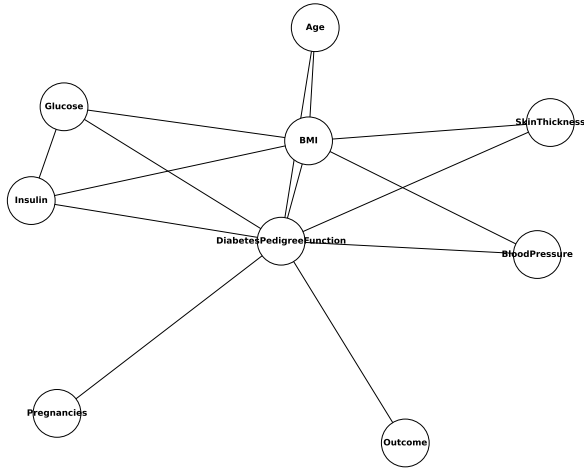 Age
Glucose
SkinThickness
BMI
Insulin
DiabetesPedigreeFunction
BloodPressure
Pregnancies
Outcome